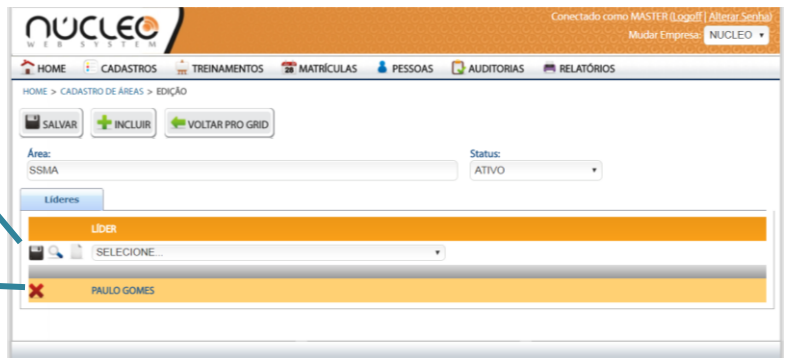 NÚCLEO
WEB SYSTEM
Conectado como MASTER (Logoff | Alterar Senha)
Mudar Empresa: NUCLEO
HOME CADASTROS TREINAMENTOS 28 MATRÍCULAS PESSOAS AUDITORIAS RELATÓRIOS
HOME > CADASTRO DE ÁREAS > EDIÇÃO
SALVAR INCLUIR VOLTAR PRO GRID
Área: Status:
SSMA ATIVO
Líderes
LÍDER
SELECIONE...
PAULO GOMES